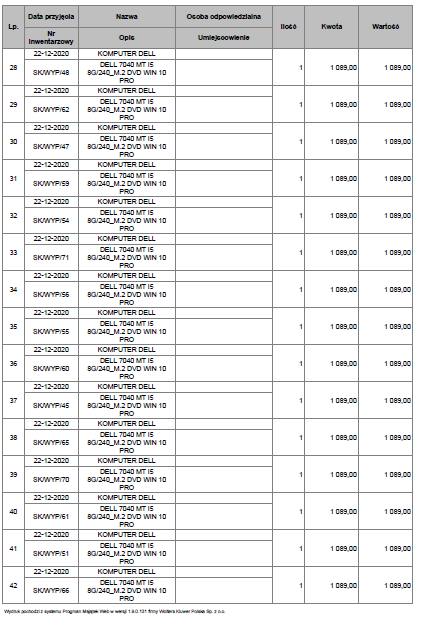 Lp. Data przyjęcia Nazwa Osoba odpowiedzialna Ilość Kwota Wartość
Nr inwentarzowy Opis Umiejscowienie
28 22-12-2020 KOMPUTER DELL 1 1 089,00 1 089,00
SK/WYP/48 DELL 7040 MT I5
8G/240_M.2 DVD WIN 10
PRO
29 22-12-2020 KOMPUTER DELL 1 1 089,00 1 089,00
SK/WYP/62 DELL 7040 MT I5
8G/240_M.2 DVD WIN 10
PRO
30 22-12-2020 KOMPUTER DELL 1 1 089,00 1 089,00
SK/WYP/47 DELL 7040 MT I5
8G/240_M.2 DVD WIN 10
PRO
31 22-12-2020 KOMPUTER DELL 1 1 089,00 1 089,00
SK/WYP/59 DELL 7040 MT I5
8G/240_M.2 DVD WIN 10
PRO
32 22-12-2020 KOMPUTER DELL 1 1 089,00 1 089,00
SK/WYP/54 DELL 7040 MT I5
8G/240_M.2 DVD WIN 10
PRO
33 22-12-2020 KOMPUTER DELL 1 1 089,00 1 089,00
SK/WYP/71 DELL 7040 MT I5
8G/240_M.2 DVD WIN 10
PRO
34 22-12-2020 KOMPUTER DELL 1 1 089,00 1 089,00
SK/WYP/56 DELL 7040 MT I5
8G/240_M.2 DVD WIN 10
PRO
35 22-12-2020 KOMPUTER DELL 1 1 089,00 1 089,00
SK/WYP/55 DELL 7040 MT I5
8G/240_M.2 DVD WIN 10
PRO
36 22-12-2020 KOMPUTER DELL 1 1 089,00 1 089,00
SK/WYP/60 DELL 7040 MT I5
8G/240_M.2 DVD WIN 10
PRO
37 22-12-2020 KOMPUTER DELL 1 1 089,00 1 089,00
SK/WYP/45 DELL 7040 MT I5
8G/240_M.2 DVD WIN 10
PRO
38 22-12-2020 KOMPUTER DELL 1 1 089,00 1 089,00
SK/WYP/65 DELL 7040 MT I5
8G/240_M.2 DVD WIN 10
PRO
39 22-12-2020 KOMPUTER DELL 1 1 089,00 1 089,00
SK/WYP/70 DELL 7040 MT I5
8G/240_M.2 DVD WIN 10
PRO
40 22-12-2020 KOMPUTER DELL 1 1 089,00 1 089,00
SK/WYP/61 DELL 7040 MT I5
8G/240_M.2 DVD WIN 10
PRO
41 22-12-2020 KOMPUTER DELL 1 1 089,00 1 089,00
SK/WYP/51 DELL 7040 MT I5
8G/240_M.2 DVD WIN 10
PRO
42 22-12-2020 KOMPUTER DELL 1 1 089,00 1 089,00
SK/WYP/66 DELL 7040 MT I5
8G/240_M.2 DVD WIN 10
PRO
Wydruk pochodzi z systemu Progman Majątek Web w wersji 1.9.0.131 firmy Wolters Kluwer Polska Sp. z o.o.